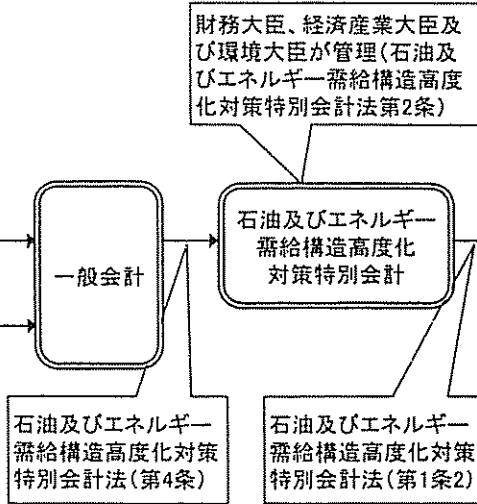 財務大臣、経済産業大臣及
び環境大臣が管理(石油及
びエネルギー需給構造高度
化対策特別会計法第2条)
一般会計
石油及びエネルギー
需給構造高度化
対策特別会計
石油及びエネルギー
需給構造高度化対策
特別会計法(第4条)
石油及びエネルギー
需給構造高度化対策
特別会計法(第1条2)